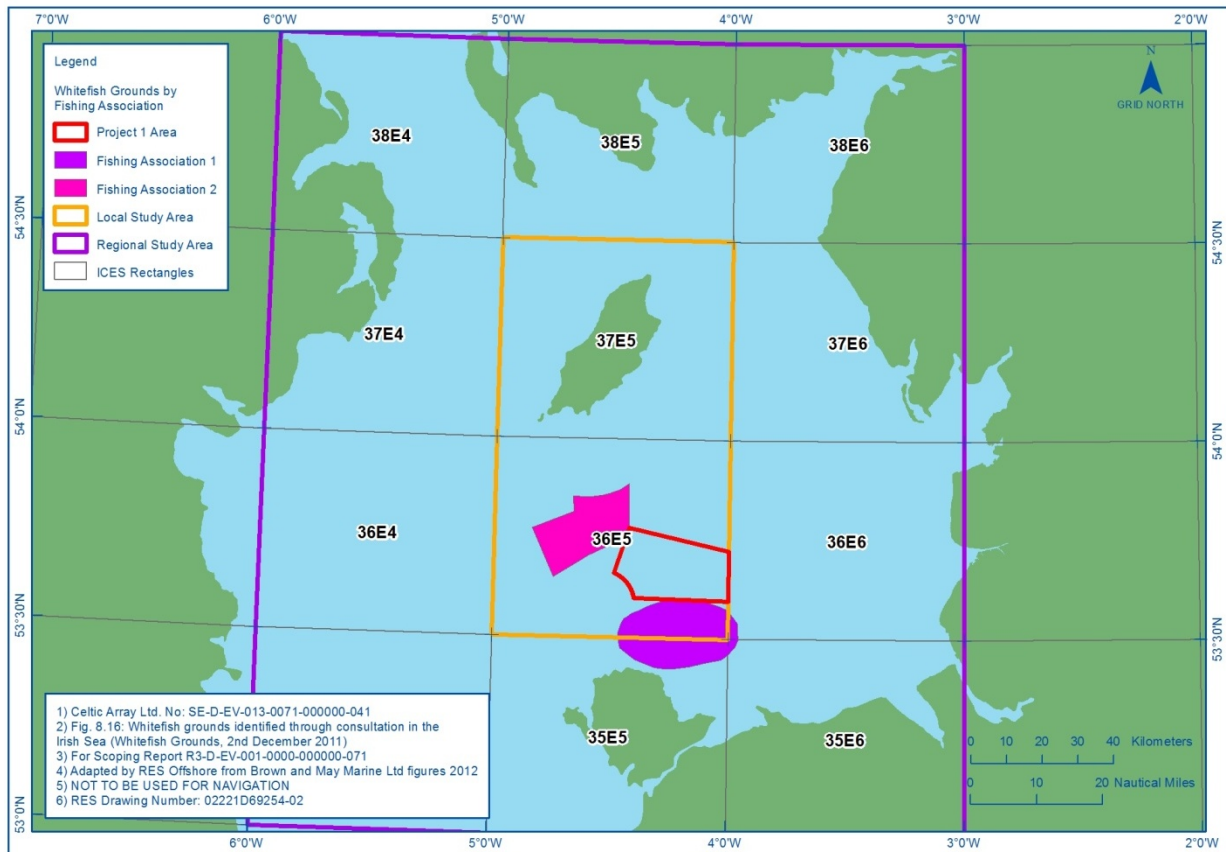 7°0'W
6°0'W
5°0'W
4°0'W
3°0'W
2°0'W
Legend
Whitefish Grounds by
Fishing Association
Project 1 Area
Fishing Association 1
Fishing Association 2
Local Study Area
Regional Study Area
ICES Rectangles
N
GRID NORTH
38E4
38E5
38E6
54°30'N
54°30'N
37E4
37E5
37E6
54°0'N
54°0'N
36E4
36E5
36E6
53°30'N
53°30'N
35E5
35E6
53°0'N
1) Celtic Array Ltd. No: SE-D-EV-013-0071-000000-041
2) Fig. 8.16: Whitefish grounds identified through consultation in the
Irish Sea (Whitefish Grounds, 2nd December 2011)
3) For Scoping Report R3-D-EV-001-0000-000000-071
4) Adapted by RES Offshore from Brown and May Marine Ltd figures 2012
5) NOT TO BE USED FOR NAVIGATION
6) RES Drawing Number: 02221D69254-02
0 10 20 30 40 Kilometers
0 10 20 Nautical Miles
6°0'W
5°0'W
4°0'W
3°0'W
2°0'W